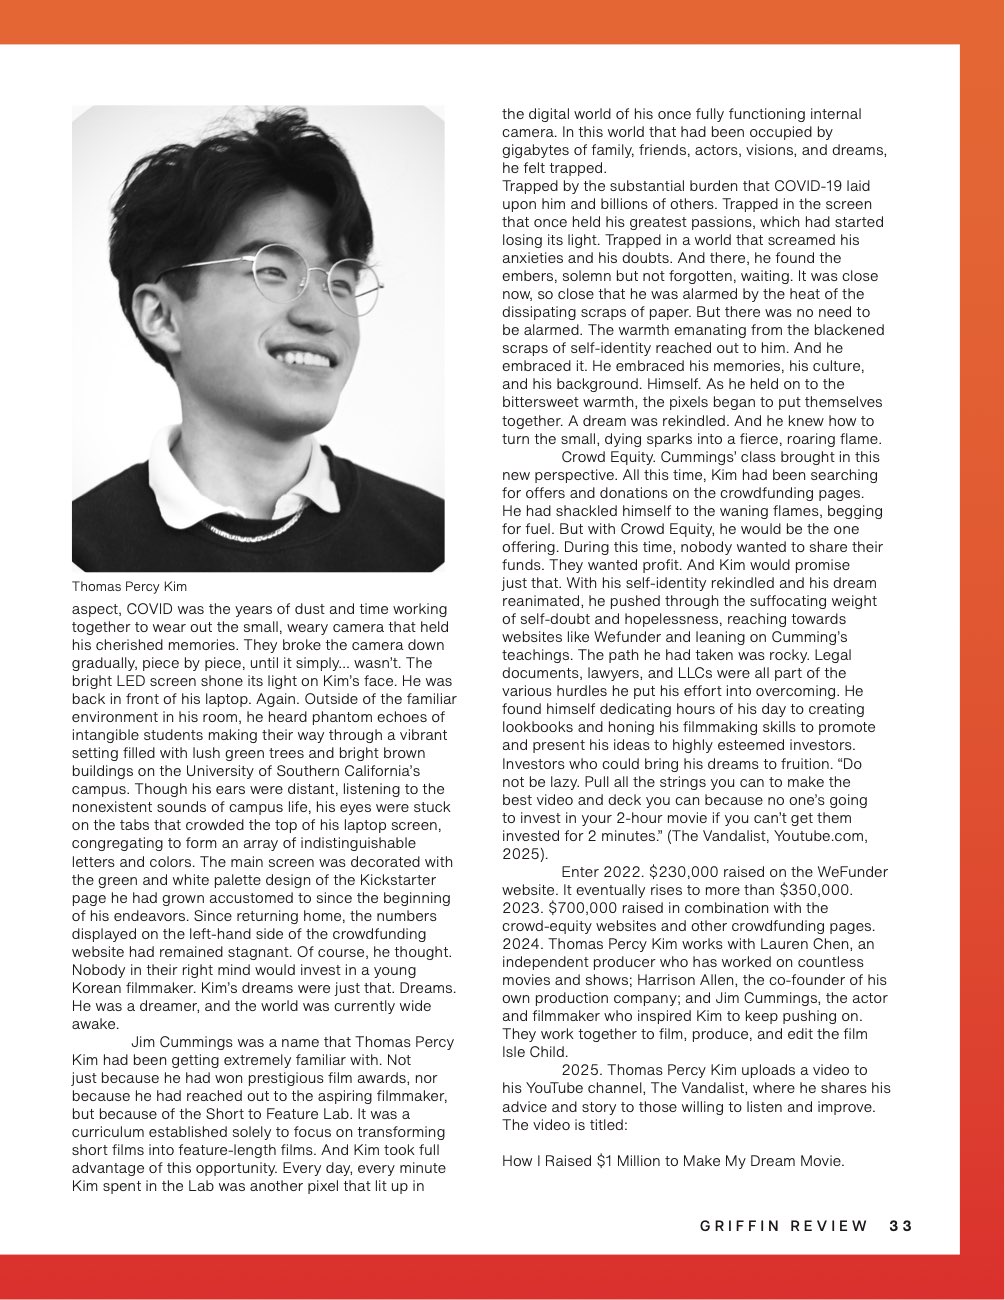 Thomas Percy Kim
aspect, COVID was the years of dust and time working
together to wear out the small, weary camera that held
his cherished memories. They broke the camera down
gradually, piece by piece, until it simply... wasn't. The
bright LED screen shone its light on Kim's face. He was
back in front of his laptop. Again. Outside of the familiar
environment in his room, he heard phantom echoes of
intangible students making their way through a vibrant
setting filled with lush green trees and bright brown
buildings on the University of Southern California's
campus. Though his ears were distant, listening to the
nonexistent sounds of campus life, his eyes were stuck
on the tabs that crowded the top of his laptop screen,
congregating to form an array of indistinguishable
letters and colors. The main screen was decorated with
the green and white palette design of the Kickstarter
page he had grown accustomed to since the beginning
of his endeavors. Since returning home, the numbers
displayed on the left-hand side of the crowdfunding
website had remained stagnant. Of course, he thought.
Nobody in their right mind would invest in a young
Korean filmmaker. Kim's dreams were just that. Dreams.
He was a dreamer, and the world was currently wide
awake.
Jim Cummings was a name that Thomas Percy
Kim had been getting extremely familiar with. Not
just because he had won prestigious film awards, nor
because he had reached out to the aspiring filmmaker,
but because of the Short to Feature Lab. It was a
curriculum established solely to focus on transforming
short films into feature-length films. And Kim took full
advantage of this opportunity. Every day, every minute
Kim spent in the Lab was another pixel that lit up in
the digital world of his once fully functioning internal
camera. In this world that had been occupied by
gigabytes of family, friends, actors, visions, and dreams,
he felt trapped.
Trapped by the substantial burden that COVID-19 laid
upon him and billions of others. Trapped in the screen
that once held his greatest passions, which had started
losing its light. Trapped in a world that screamed his
anxieties and his doubts. And there, he found the
embers, solemn but not forgotten, waiting. It was close
now, so close that he was alarmed by the heat of the
dissipating scraps of paper. But there was no need to
be alarmed. The warmth emanating from the blackened
scraps of self-identity reached out to him. And he
embraced it. He embraced his memories, his culture,
and his background. Himself. As he held on to the
bittersweet warmth, the pixels began to put themselves
together. A dream was rekindled. And he knew how to
turn the small, dying sparks into a fierce, roaring flame.
Crowd Equity. Cummings' class brought in this
new perspective. All this time, Kim had been searching
for offers and donations on the crowdfunding pages.
He had shackled himself to the waning flames, begging
for fuel. But with Crowd Equity, he would be the one
offering. During this time, nobody wanted to share their
funds. They wanted profit. And Kim would promise
just that. With his self-identity rekindled and his dream
reanimated, he pushed through the suffocating weight
of self-doubt and hopelessness, reaching towards
websites like Wefunder and leaning on Cumming's
teachings. The path he had taken was rocky. Legal
documents, lawyers, and LLCs were all part of the
various hurdles he put his effort into overcoming. He
found himself dedicating hours of his day to creating
lookbooks and honing his filmmaking skills to promote
and present his ideas to highly esteemed investors.
Investors who could bring his dreams to fruition. “Do
not be lazy. Pull all the strings you can to make the
best video and deck you can because no one's going
to invest in your 2-hour movie if you can't get them
invested for 2 minutes.” (The Vandalist, Youtube.com,
2025).
Enter 2022. $230,000 raised on the WeFunder
website. It eventually rises to more than $350,000.
2023. $700,000 raised in combination with the
crowd-equity websites and other crowdfunding pages.
2024. Thomas Percy Kim works with Lauren Chen, an
independent producer who has worked on countless
movies and shows; Harrison Allen, the co-founder of his
own production company; and Jim Cummings, the actor
and filmmaker who inspired Kim to keep pushing on.
They work together to film, produce, and edit the film
Isle Child.
2025. Thomas Percy Kim uploads a video to
his YouTube channel, The Vandalist, where he shares his
advice and story to those willing to listen and improve.
The video is titled:
How I Raised $1 Million to Make My Dream Movie.
GRIFFIN REVIEW 33